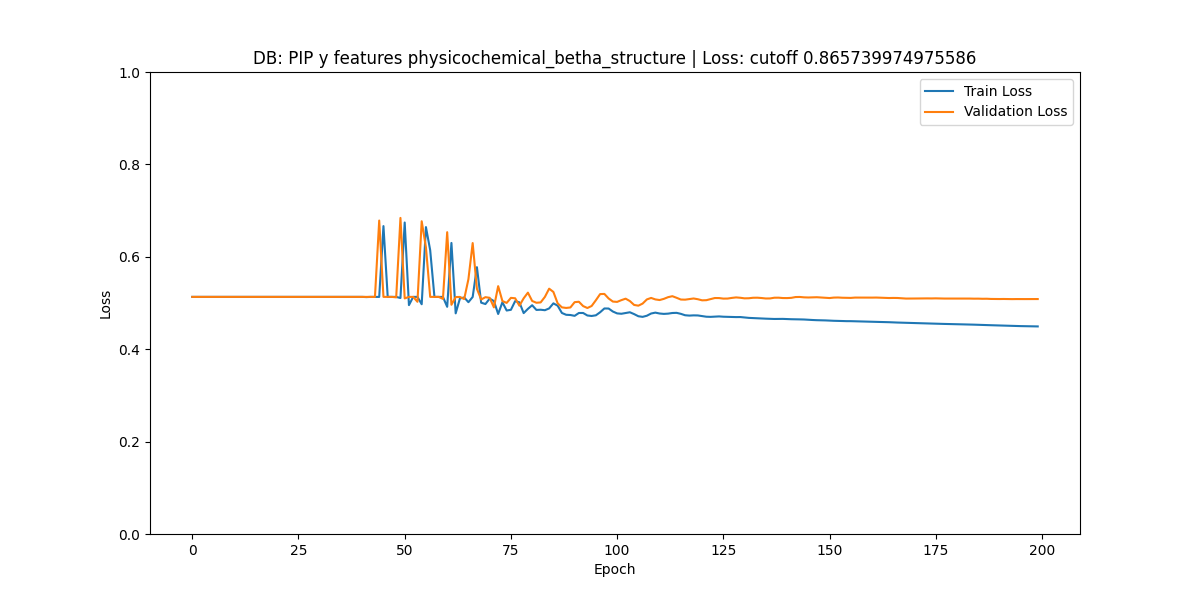 DB: PIP y features physicochemical_betha_structure | Loss: cutoff 0.865739974975586
1.0
0.8
0.6
0.4
0.2
0.0
Loss
Train Loss
Validation Loss
0 25 50 75 100 125 150 175 200
Epoch